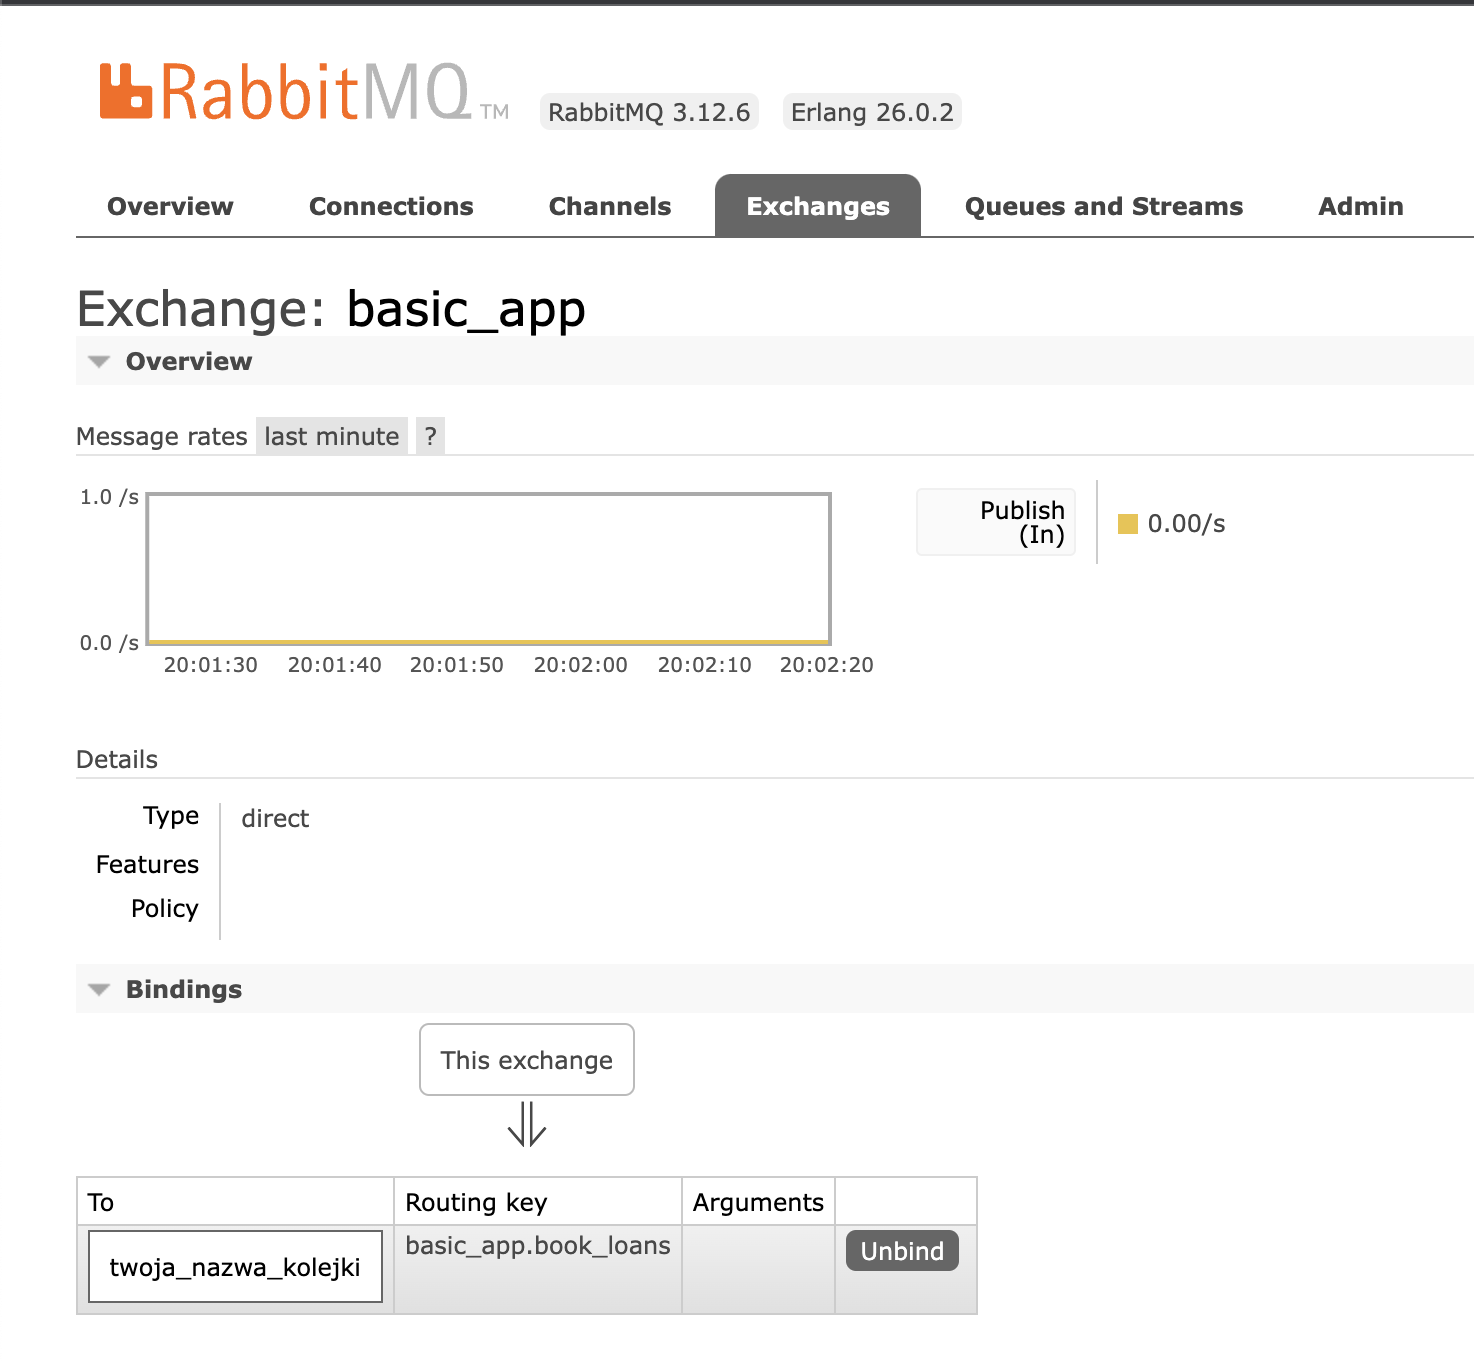 RabbitMQ TM RabbitMQ 3.12.6 Erlang 26.0.2
Overview Connections Channels Exchanges Queues and Streams Admin
Exchange: basic_app
Overview
Message rates last minute ?
1.0 /s
0.0 /s
20:01:30 20:01:40 20:01:50 20:02:00 20:02:10 20:02:20
Publish
(In)
0.00/s
Details
Type direct
Features
Policy
Bindings
This exchange
⇓
To Routing key Arguments
twoja_nazwa_kolejki basic_app.book_loans Unbind